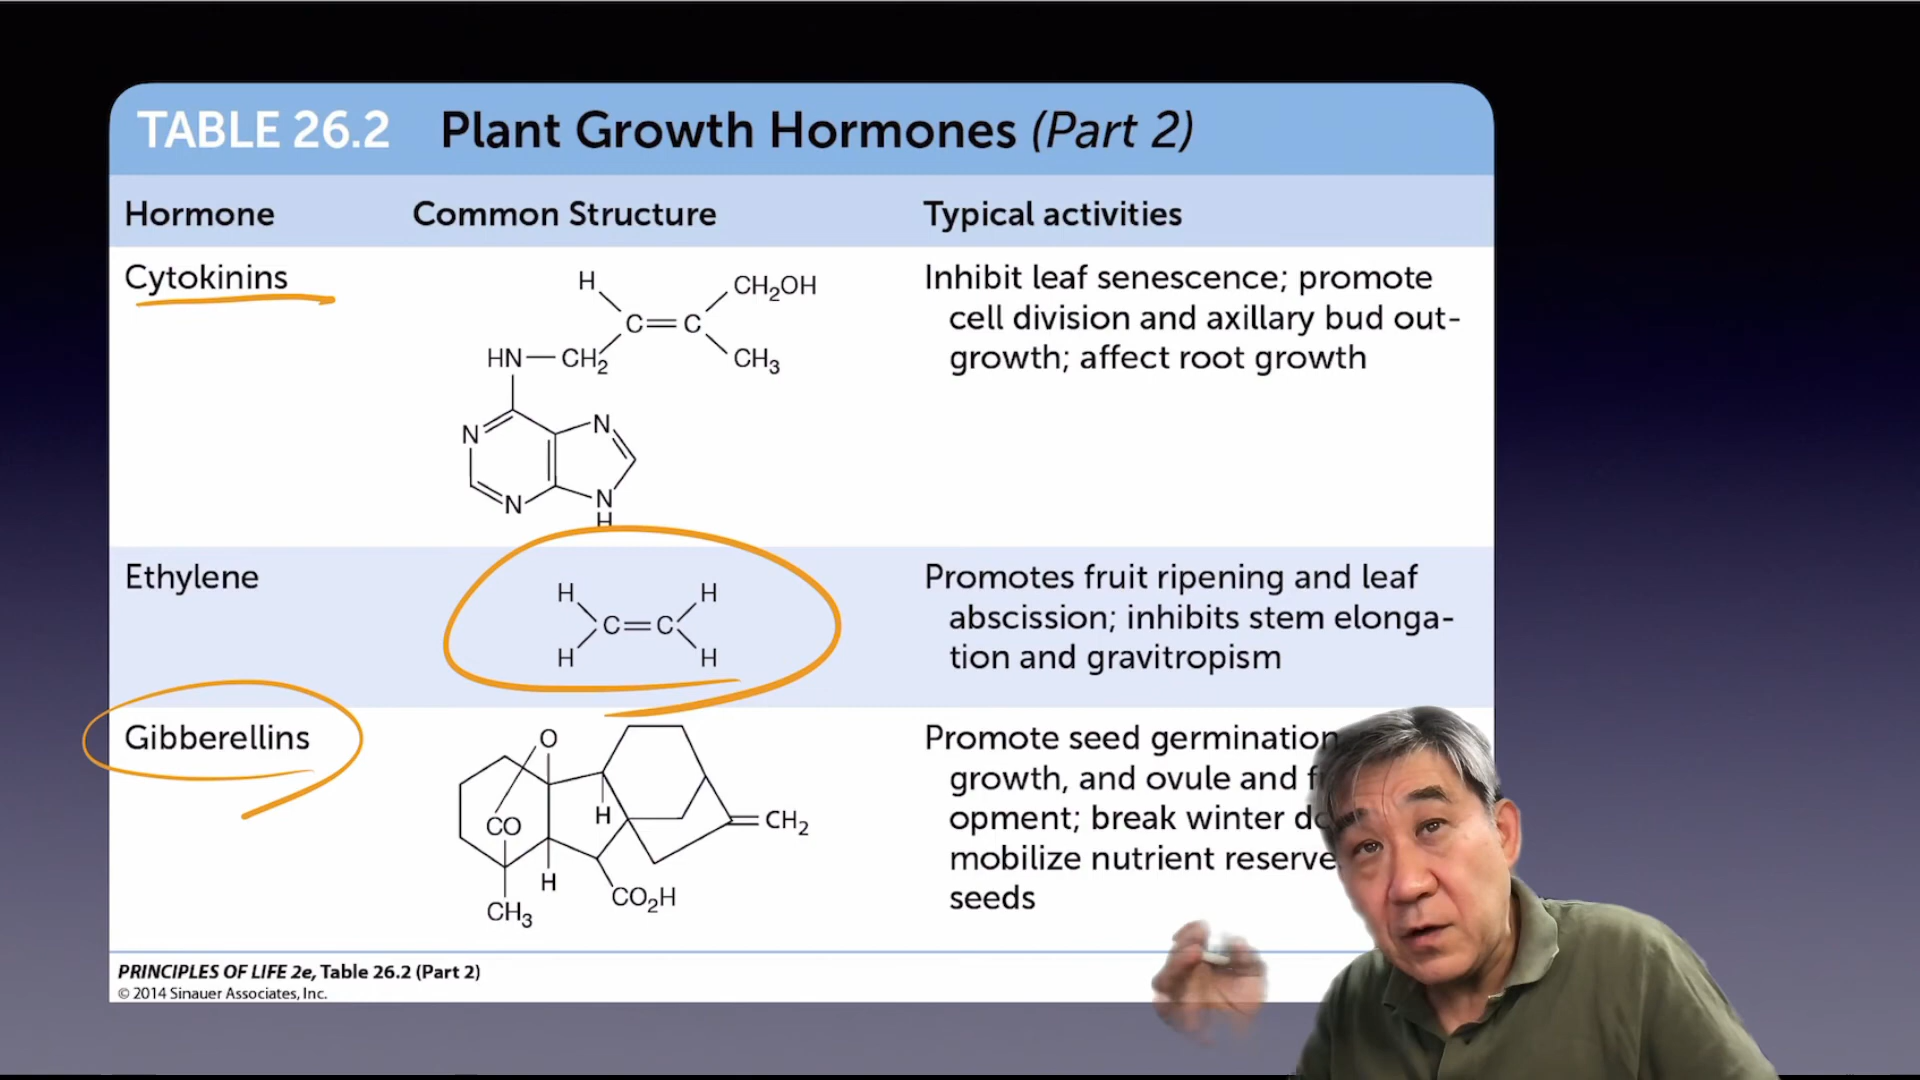 TABLE 26.2 Plant Growth Hormones (Part 2)
Hormone Common Structure Typical activities
Cytokinins
H
CH₂OH
C=C
HN—CH₂
CH₃
N
N
N
N
H
Inhibit leaf senescence; promote
cell division and axillary bud out-
growth; affect root growth
Ethylene
H H
C=C
H H
Promotes fruit ripening and leaf
abscission; inhibits stem elonga-
tion and gravitropism
Gibberellins
O
H
CO
CH₂
H
CO₂H
CH₃
Promote seed germination
growth, and ovule and
opment; break winter
mobilize nutrient
seeds
PRINCIPLES OF LIFE 2e, Table 26.2 (Part 2)
© 2014 Sinauer Associates, Inc.